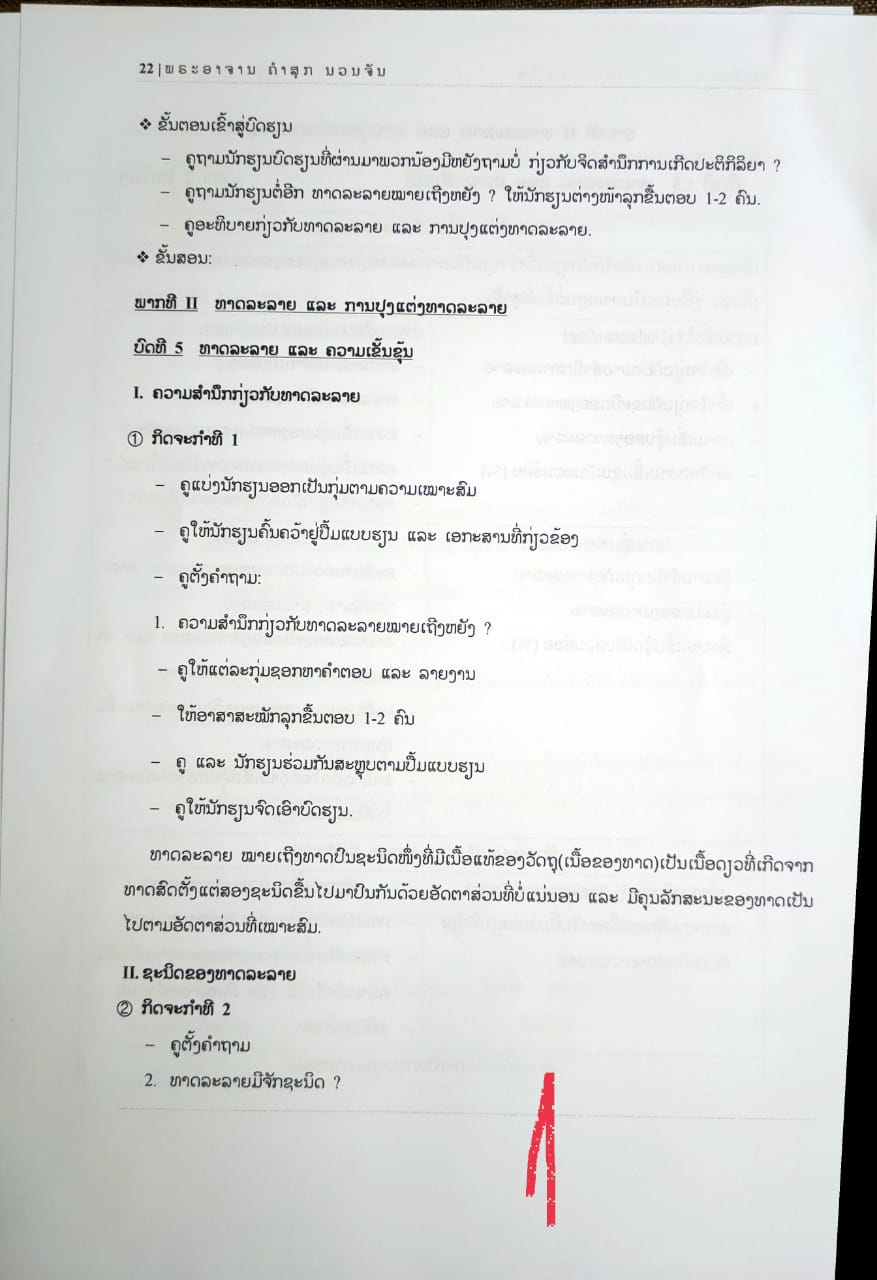 22 | ພຣະອາຈານ ຄຳສຸກ ນວນຈັນ
❖ ຂັ້ນຕອນເຂົ້າສູ່ບົດຮຽນ
– ຄູຖາມນັກຮຽນບົດຮຽນທີ່ຜ່ານມາພວກນ້ອງມີຫຍັງຖາມບໍ່ ກ່ຽວກັບຈິດສຳນຶກການເກີດປະຕິກິລິຍາ ?
– ຄູຖາມນັກຮຽນຕໍ່ອີກ ທາດລະລາຍໝາຍເຖິງຫຍັງ ? ໃຫ້ນັກຮຽນຕ່າງໜ້າລຸກຂື້ນຕອບ 1-2 ຄົນ.
– ຄູອະທິບາຍກ່ຽວກັບທາດລະລາຍ ແລະ ການປຸງແຕ່ງທາດລະລາຍ.
❖ ຂັ້ນສອນ:
ພາກທີ II ທາດລະລາຍ ແລະ ການປຸງແຕ່ງທາດລະລາຍ
ບົດທີ 5 ທາດລະລາຍ ແລະ ຄວາມເຂັ້ນຂຸ້ນ
I. ຄວາມສຳນຶກກ່ຽວກັບທາດລະລາຍ
① ກິດຈະກຳທີ 1
– ຄູແບ່ງນັກຮຽນອອກເປັນກຸ່ມຕາມຄວາມເໝາະສົມ
– ຄູໃຫ້ນັກຮຽນຄົ້ນຄວ້າຢູ່ປຶ້ມແບບຮຽນ ແລະ ເອກະສານທີ່ກ່ຽວຂ້ອງ
– ຄູຕັ້ງຄຳຖາມ:
1. ຄວາມສຳນຶກກ່ຽວກັບທາດລະລາຍໝາຍເຖິງຫຍັງ ?
– ຄູໃຫ້ແຕ່ລະກຸ່ມຊອກຫາຄຳຕອບ ແລະ ລາຍງານ
– ໃຫ້ອາສາສະໝັກລຸກຂື້ນຕອບ 1-2 ຄົນ
– ຄູ ແລະ ນັກຮຽນຮ່ວມກັນສະຫຼຸບຕາມປື້ມແບບຮຽນ
– ຄູໃຫ້ນັກຮຽນຈົດເອົາບົດຮຽນ.
ທາດລະລາຍ ໝາຍເຖິງທາດປົນຊະນິດໜຶ່ງທີ່ມີເນື້ອແທ້ຂອງວັດຖຸ(ເນື້ອຂອງທາດ)ເປັນເນື້ອດຽວທີ່ເກີດຈາກ
ທາດສົດຕັ້ງແຕ່ສອງຊະນິດຂື້ນໄປມາປົນກັນດ້ວຍອັດຕາສ່ວນທີ່ບໍ່ແນ່ນອນ ແລະ ມີຄຸນລັກສະນະຂອງທາດເປັນ
ໄປຕາມອັດຕາສ່ວນທີ່ເໝາະສົມ.
II. ຊະນິດຂອງທາດລະລາຍ
② ກິດຈະກຳທີ 2
– ຄູຕັ້ງຄຳຖາມ
2. ທາດລະລາຍມີຈັກຊະນິດ ?
1